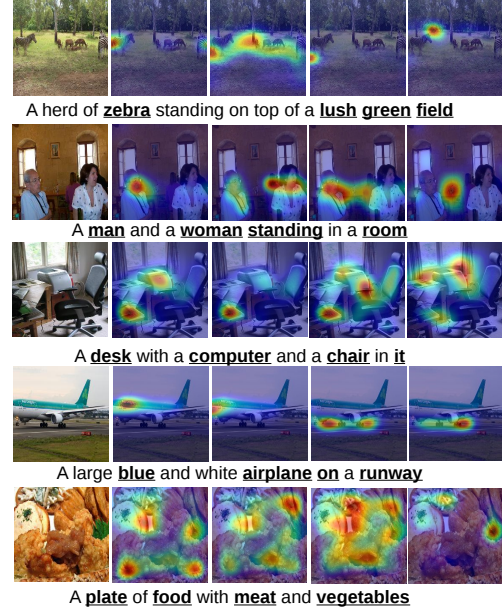 A herd of zebra standing on top of a lush green field
A man and a woman standing in a room
A desk with a computer and a chair in it
A large blue and white airplane on a runway
A plate of food with meat and vegetables